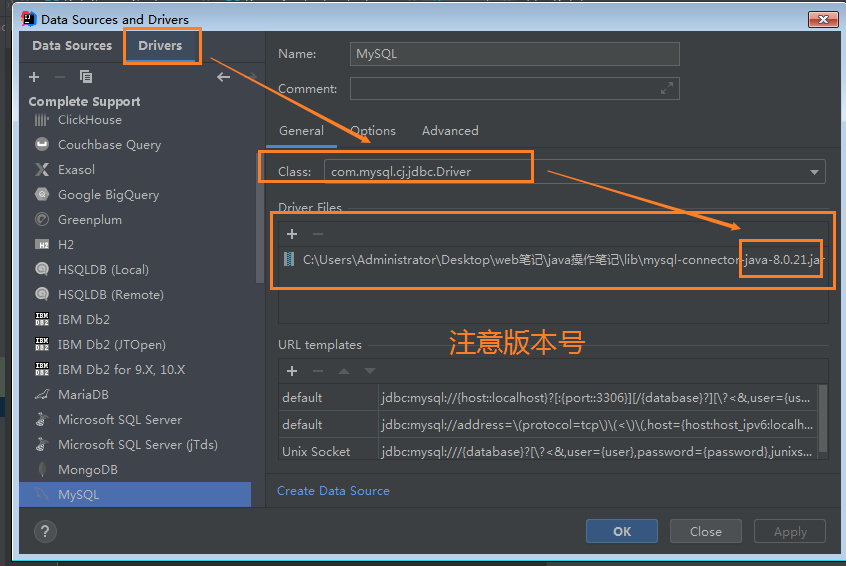 Data Sources and Drivers
Data Sources
Drivers
Complete Support
ClickHouse
Couchbase Query
Exasol
Google BigQuery
Greenplum
H2
HSQLDB (Local)
HSQLDB (Remote)
IBM Db2
IBM Db2 (JTOpen)
IBM Db2 for 9.X, 10.X
MariaDB
Microsoft SQL Server
Microsoft SQL Server (jTds)
MongoDB
MySQL
Name: MySQL
Comment:
General Options Advanced
Class: com.mysql.cj.jdbc.Driver
Driver Files
C:\Users\Administrator\Desktop\web笔记\java操作笔记\lib\mysql-connector-java-8.0.21.jar
URL templates
注意版本号
default jdbc:mysql://{host::localhost}?[:{port::3306}][/{database}?][\?<&,user={us...
default jdbc:mysql://address=\(protocol=tcp\)\(<\)\(,host={host:host_ipv6:localh...
Unix Socket jdbc:mysql:///{database}?[\?<&,user={user},password={password},junixs...
Create Data Source
? OK Close Apply